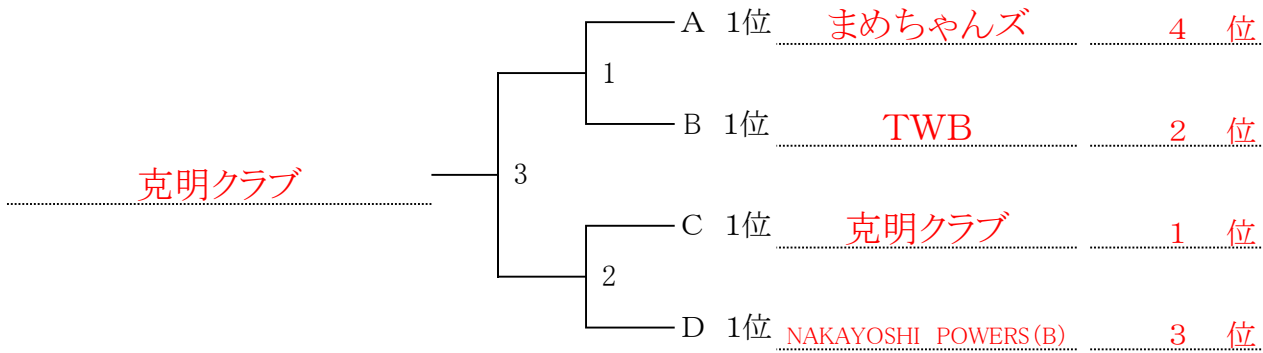 A 1位 まめちゃんズ 4 位
1
B 1位 TWB 2 位
克明クラブ 3
C 1位 克明クラブ 1 位
2
D 1位 NAKAYOSHI POWERS(B) 3 位